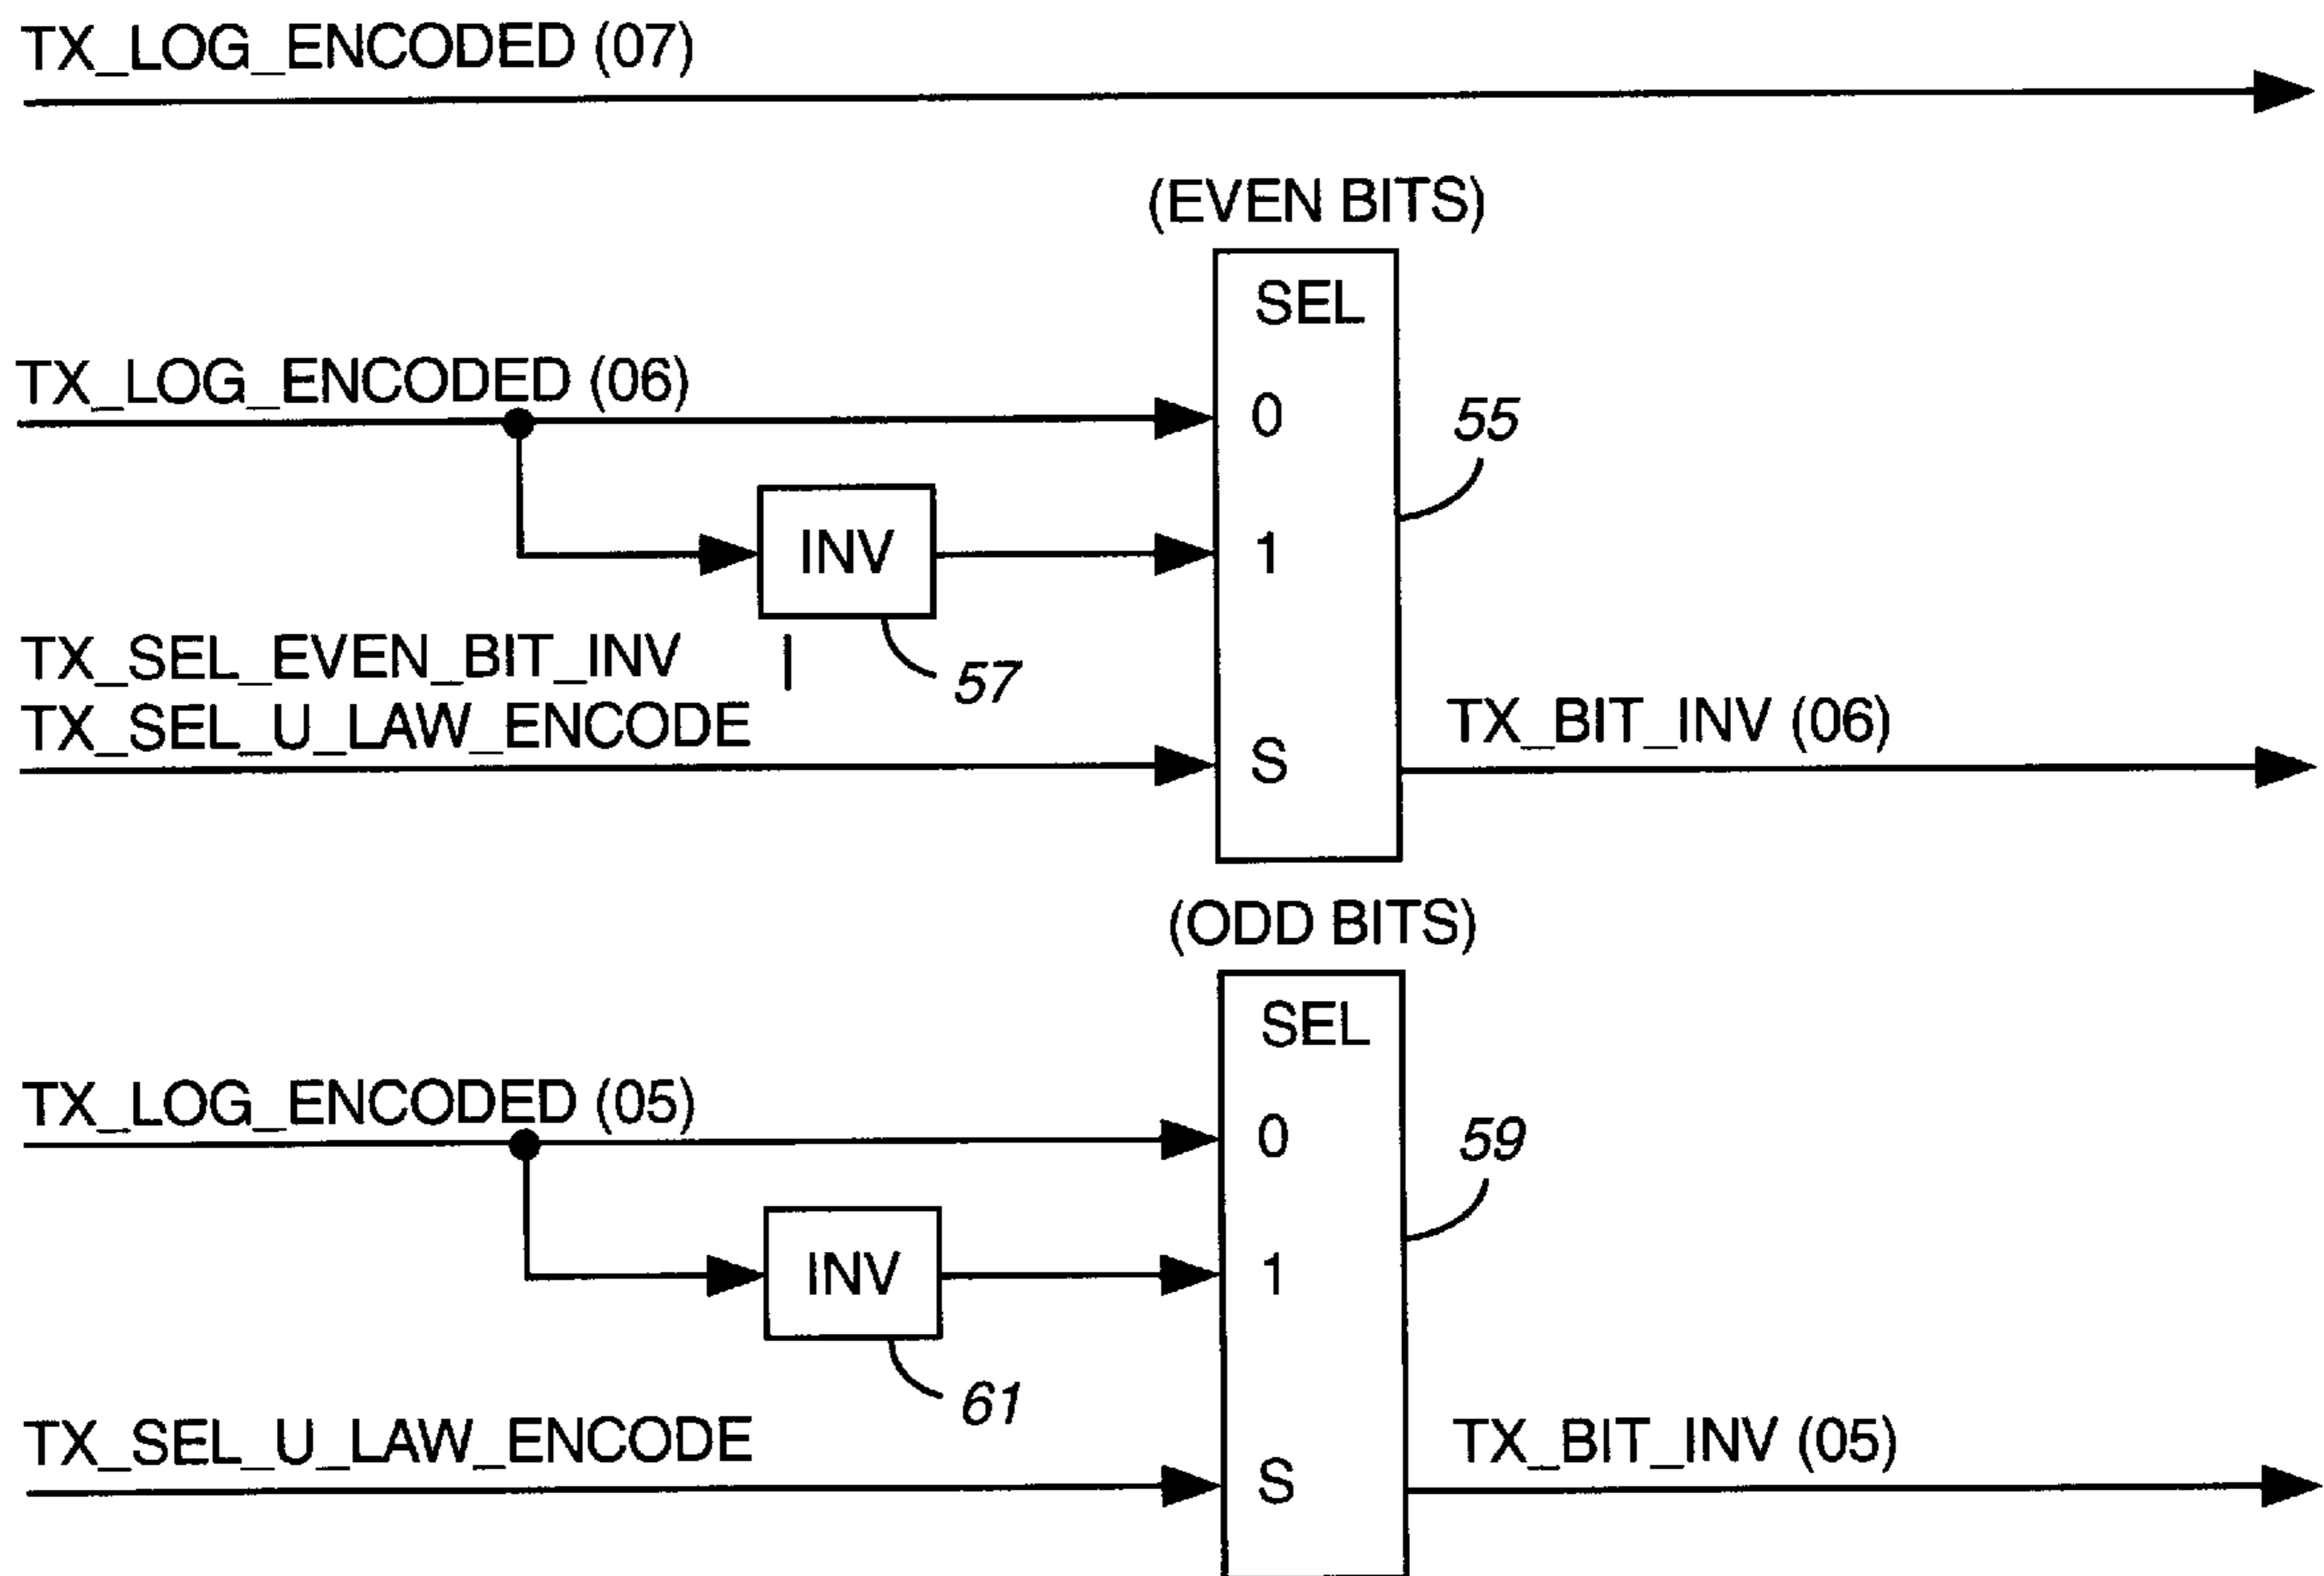 TX_LOG_ENCODED (07)
(EVEN BITS)
SEL
TX_LOG_ENCODED (06)
0
55
INV
1
TX_SEL_EVEN_BIT_INV |
57
TX_SEL_U_LAW_ENCODE
S
TX_BIT_INV (06)
(ODD BITS)
SEL
TX_LOG_ENCODED (05)
0
59
INV
1
61
TX_SEL_U_LAW_ENCODE
S
TX_BIT_INV (05)